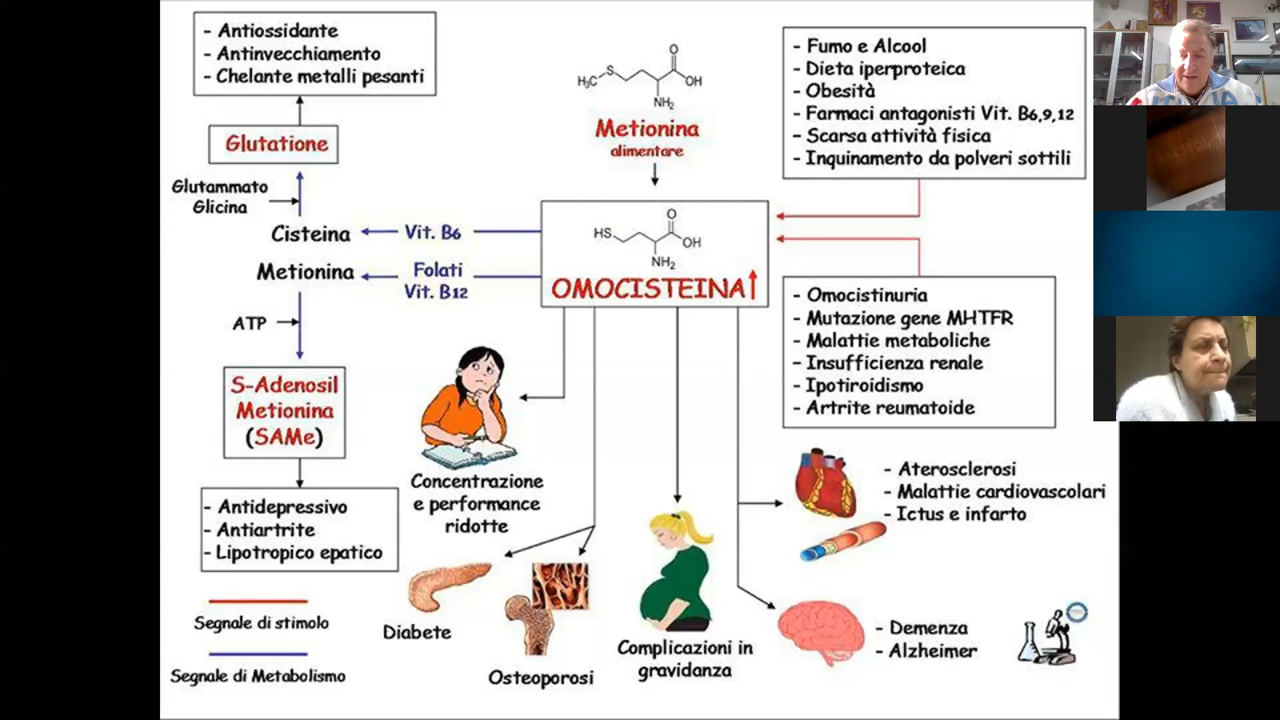 - Antiossidante
- Antinvecchiamento
- Chelante metalli pesanti
Glutatione
Glutammato
Glicina
Cisteina
Vit. B6
Metionina
Folati
Vit. B12
ATP
S-Adenosil
Metionina
(SAMe)
- Antidepressivo
- Antiartrite
- Lipotropico epatico
Segnale di stimolo
Segnale di Metabolismo
H₃C
S
O
OH
NH₂
Metionina
alimentare
HS
O
OH
NH₂
OMOCISTEINA
- Fumo e Alcool
- Dieta iperproteica
- Obesità
- Farmaci antagonisti Vit. B6,9,12
- Scarsa attività fisica
- Inquinamento da polveri sottili
- Omocistinuria
- Mutazione gene MHTFR
- Malattie metaboliche
- Insufficienza renale
- Ipotiroidismo
- Artrite reumatoide
Concentrazione
e performance
ridotte
Diabete
Osteoporosi
Complicazioni in
gravidanza
- Aterosclerosi
- Malattie cardiovascolari
- Ictus e infarto
- Demenza
- Alzheimer